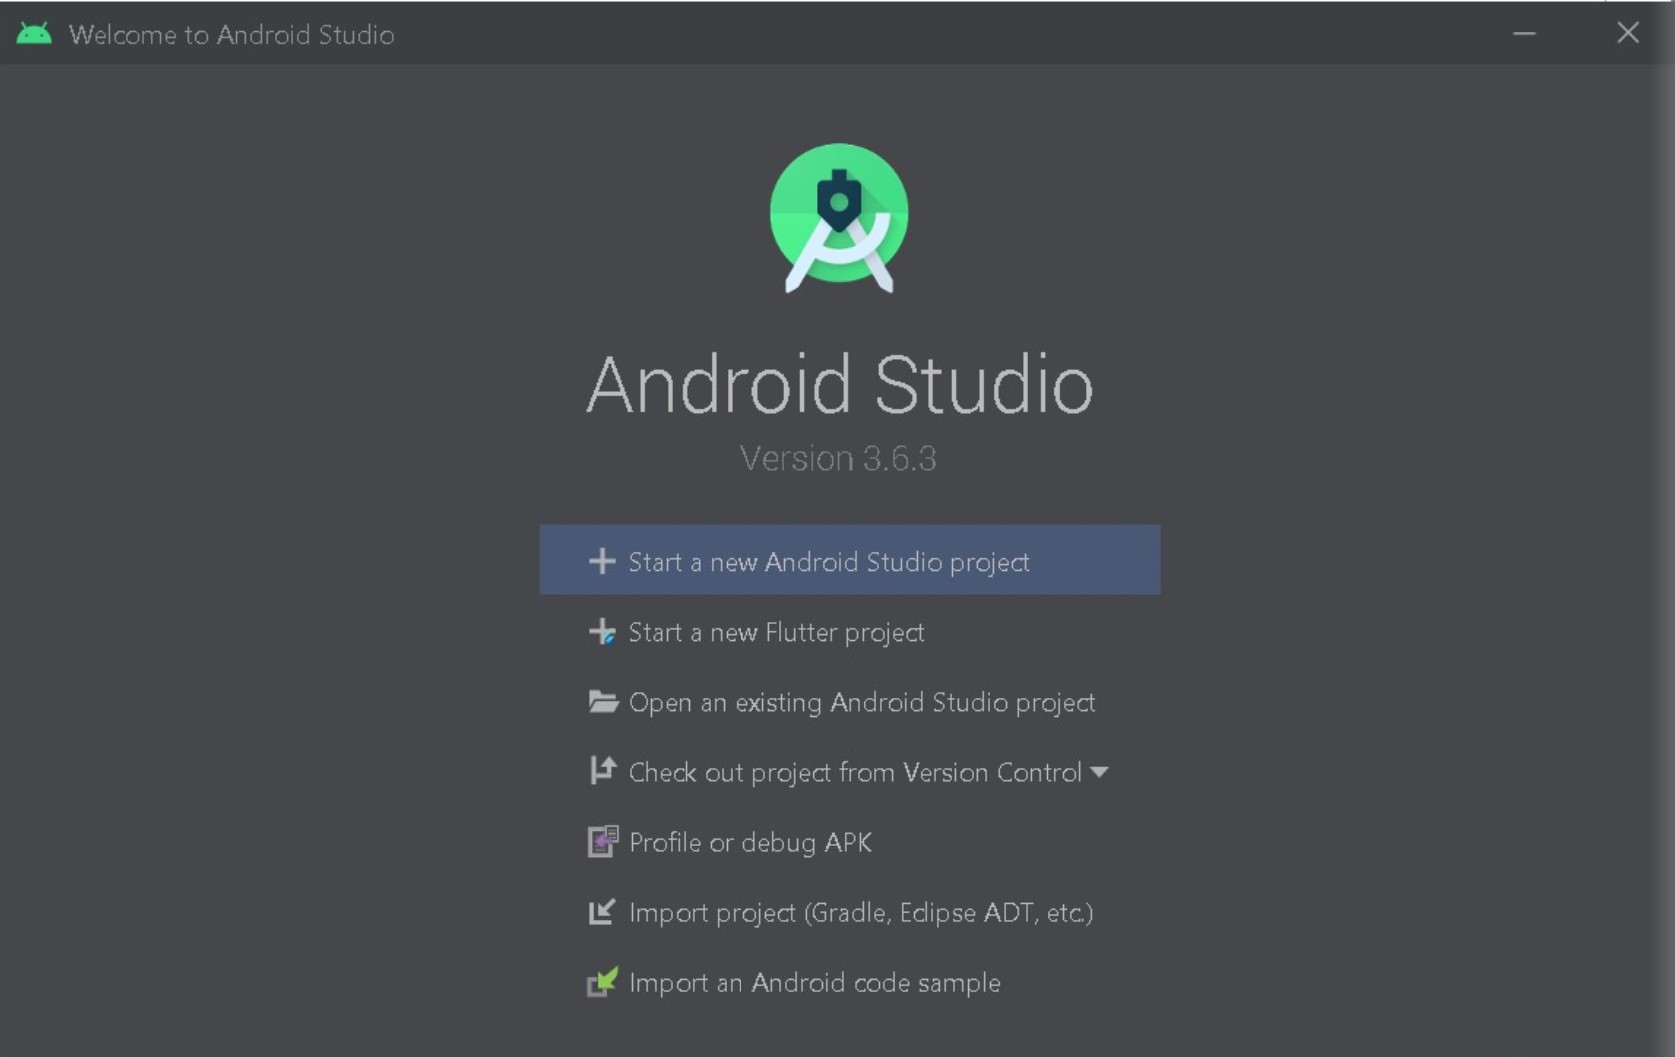 Welcome to Android Studio
Android Studio
Version 3.6.3
Start a new Android Studio project
Start a new Flutter project
Open an existing Android Studio project
Check out project from Version Control
Profile or debug APK
Import project (Gradle, Eclipse ADT, etc.)
Import an Android code sample